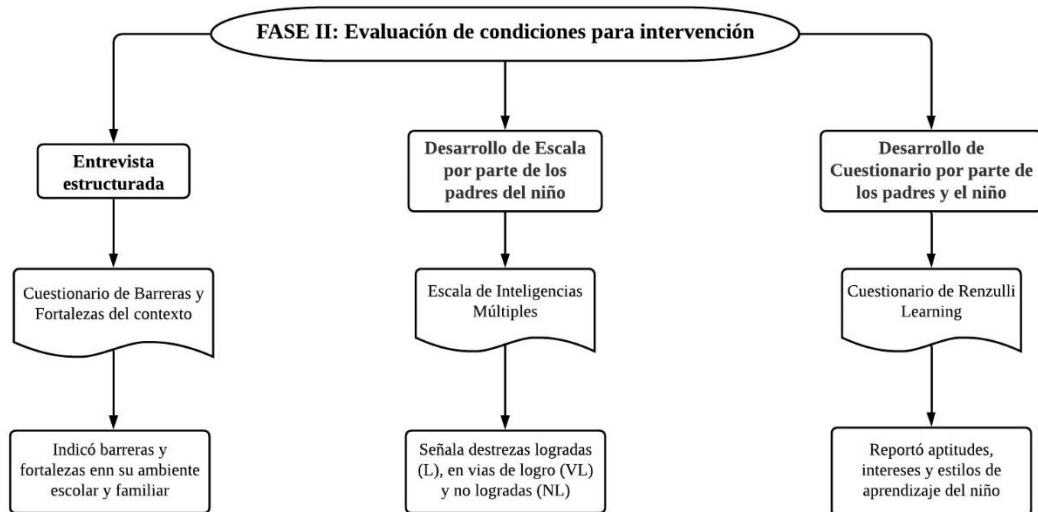 FASE II: Evaluación de condiciones para intervención
Entrevista
estructurada
Desarrollo de Escala
por parte de los
padres del niño
Desarrollo de
Cuestionario por parte de
los padres y el niño
Cuestionario de Barreras y
Fortalezas del contexto
Escala de Inteligencias
Múltiples
Cuestionario de Renzulli
Learning
Indicó barreras y
fortalezas enn su ambiente
escolar y familiar
Señala destrezas logradas
(L), en vias de logro (VL)
y no logradas (NL)
Reportó aptitudes,
intereses y estilos de
aprendizaje del niño